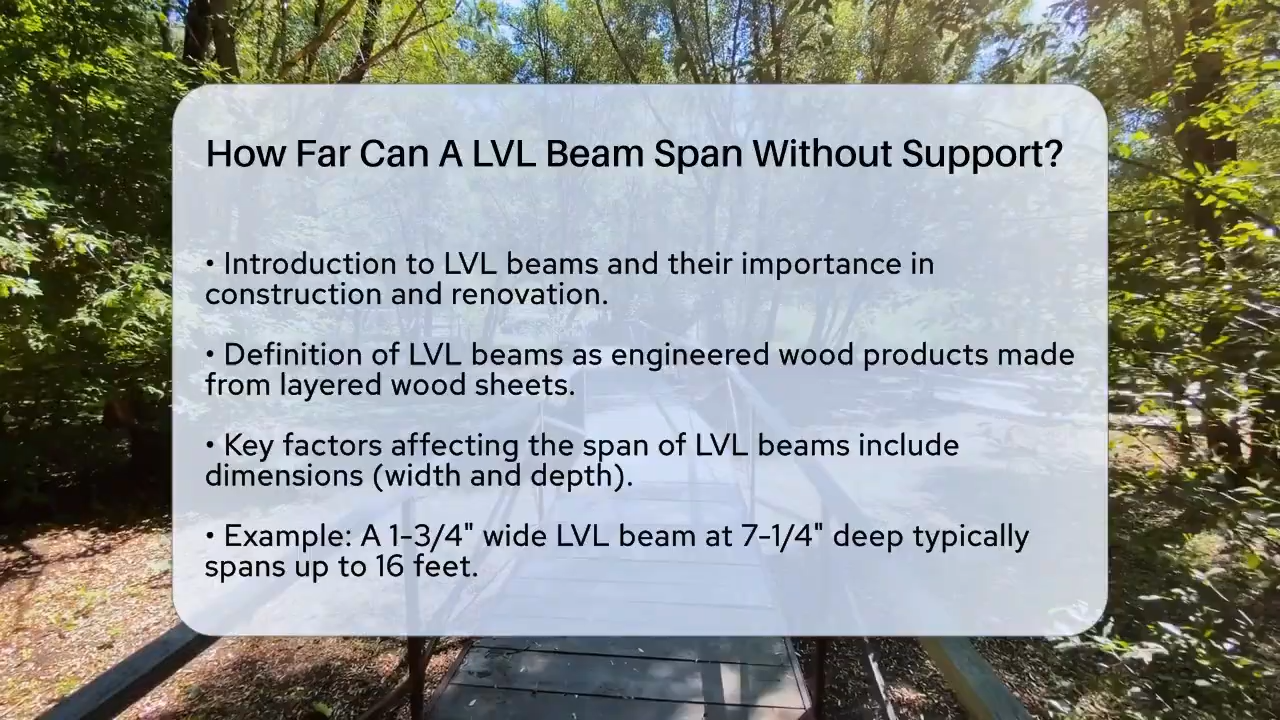 How Far Can A LVL Beam Span Without Support?
• Introduction to LVL beams and their importance in
construction and renovation.
• Definition of LVL beams as engineered wood products made
from layered wood sheets.
• Key factors affecting the span of LVL beams include
dimensions (width and depth).
• Example: A 1-3/4" wide LVL beam at 7-1/4" deep typically
spans up to 16 feet.